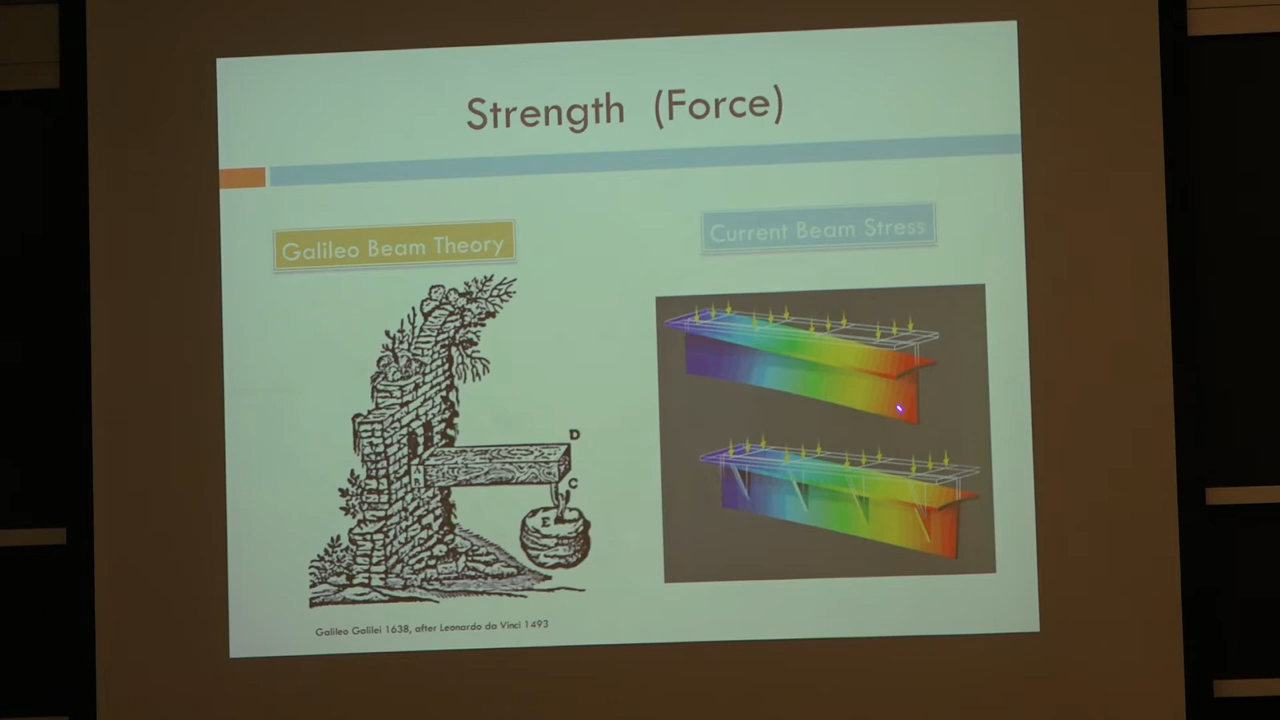 Strength (Force)
Galileo Beam Theory
Current Beam Stress
D
C
E
Galileo Galilei 1638, after Leonardo da Vinci 1493